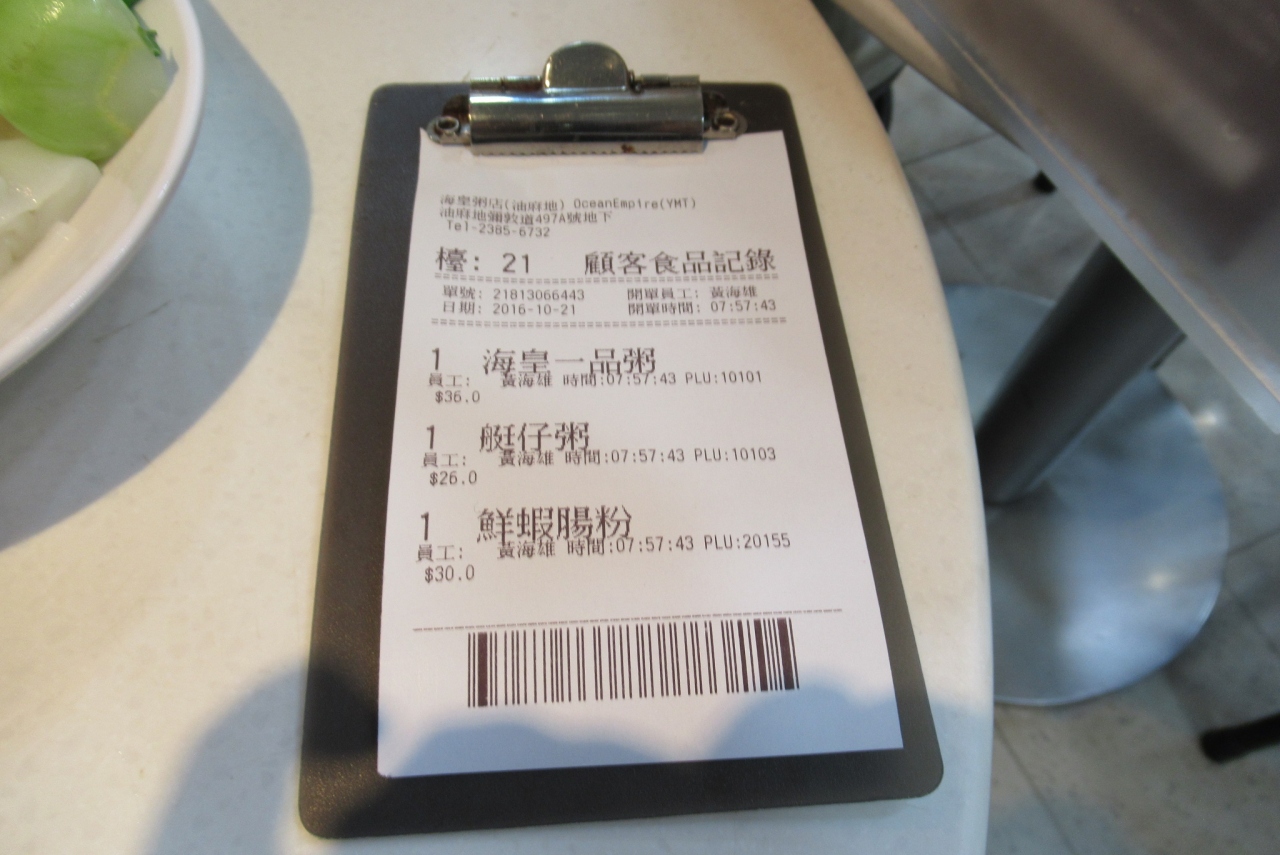 海皇粥店(油麻地) OceanEmpire(YMT)
油麻地彌敦道497A號地下
Tel-2385-6732
檯: 21 顧客食品記錄
單號: 21813066443 開單員工: 黃海雄
日期: 2016-10-21 開單時間: 07:57:43
1 海皇一品粥
員工: 黃海雄 時間:07:57:43 PLU:10101
$36.0
1 艇仔粥
員工: 黃海雄 時間:07:57:43 PLU:10103
$26.0
1 鮮蝦腸粉
員工: 黃海雄 時間:07:57:43 PLU:20155
$30.0